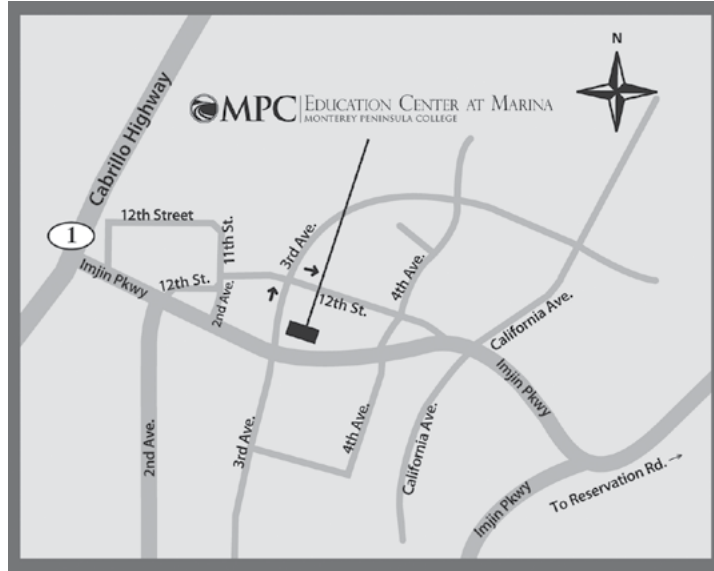 N
MPC EDUCATION CENTER AT MARINA
MONTEREY PENINSULA COLLEGE
Cabrillo Highway
1
12th Street
11th St.
3rd Ave.
Imjin Pkwy
12th St.
2nd Ave.
12th St.
4th Ave.
California Ave.
Imjin Pkwy
2nd Ave.
3rd Ave.
4th Ave.
California Ave.
To Reservation Rd. →
Imjin Pkwy